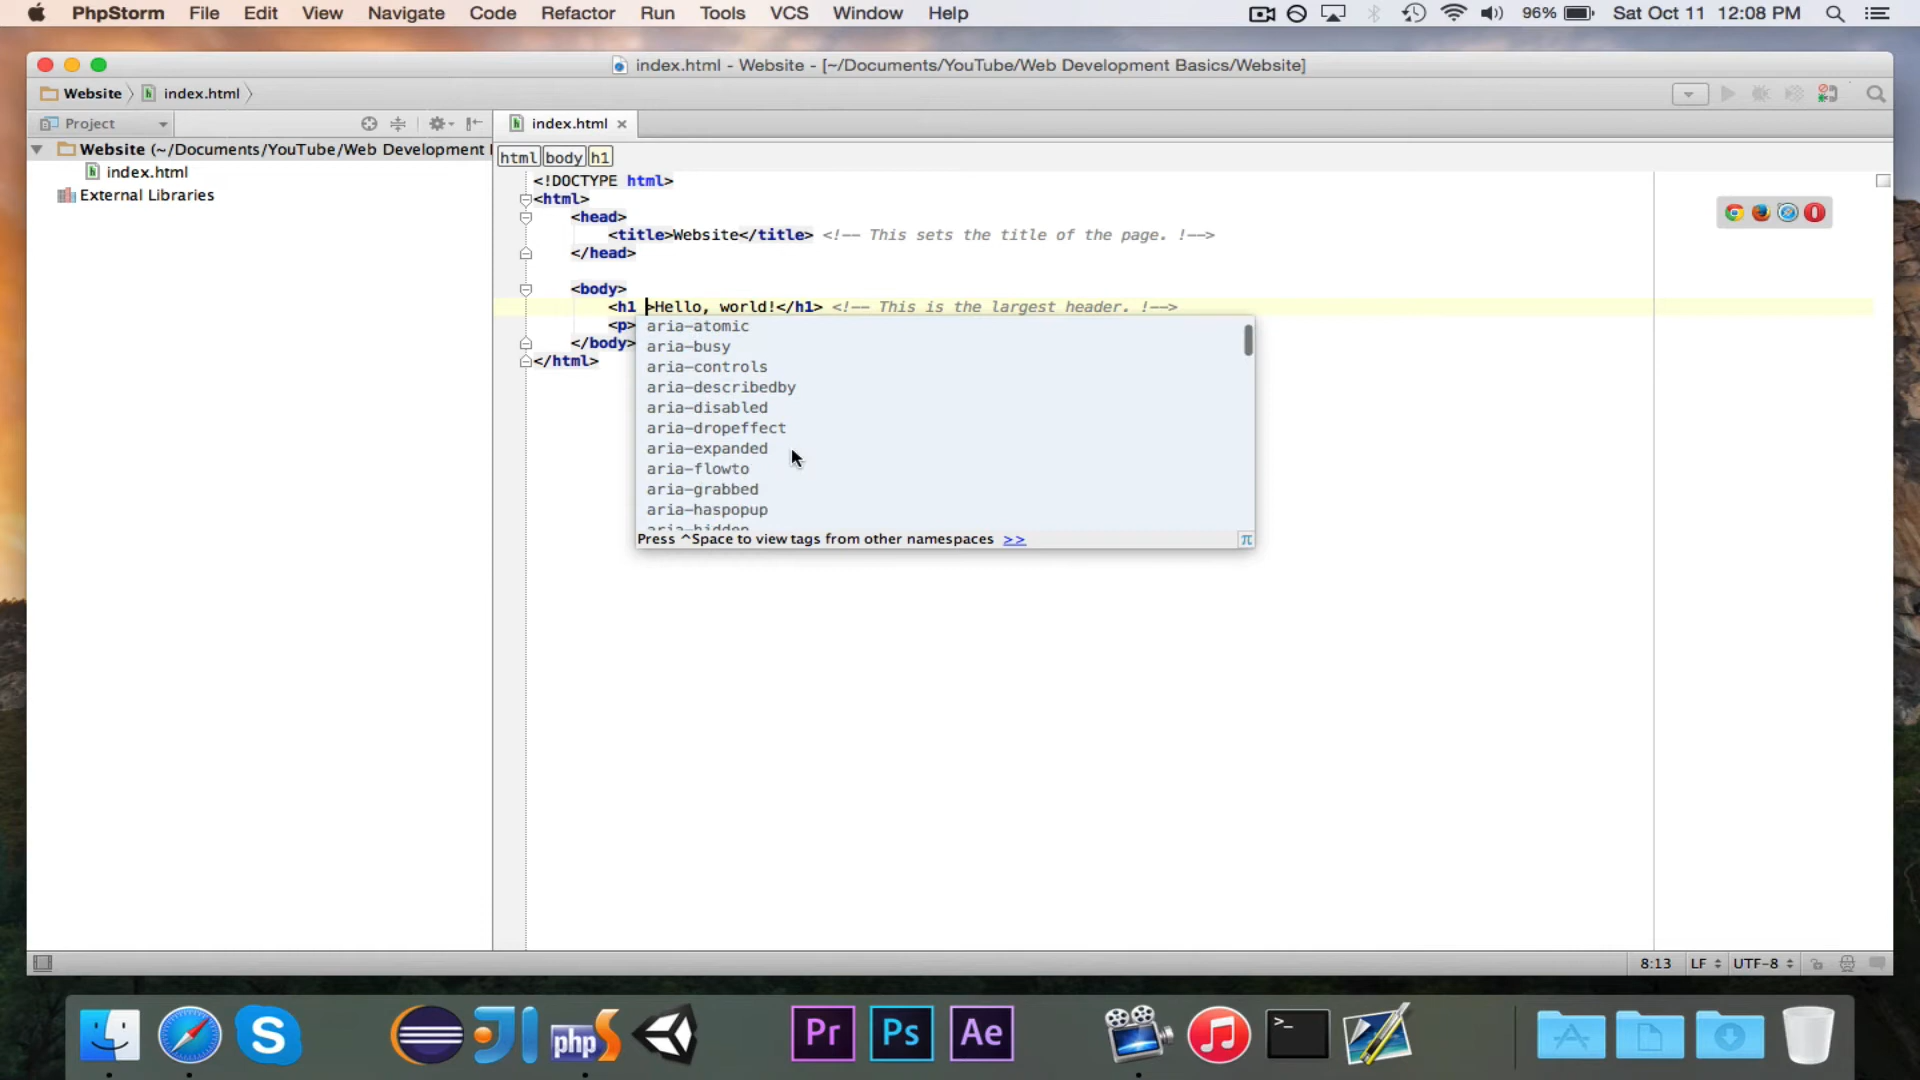 PhpStorm File Edit View Navigate Code Refactor Run Tools VCS Window Help 96% Sat Oct 11 12:08 PM
index.html - Website - [~/Documents/YouTube/Web Development Basics/Website]
Website index.html
Project index.html
Website (~/Documents/YouTube/Web Development
index.html
External Libraries
html body h1
<!DOCTYPE html>
<html>
<head>
<title>Website</title> <!-- This sets the title of the page. !-->
</head>
<body>
<h1 >Hello, world!</h1> <!-- This is the largest header. !-->
<p>
</body>
</html>
aria-atomic
aria-busy
aria-controls
aria-describedby
aria-disabled
aria-dropeffect
aria-expanded
aria-flowto
aria-grabbed
aria-haspopup
aria-hidden
Press ^Space to view tags from other namespaces >>
π
8:13 LF UTF-8
S JI php S Pr Ps Ae >_